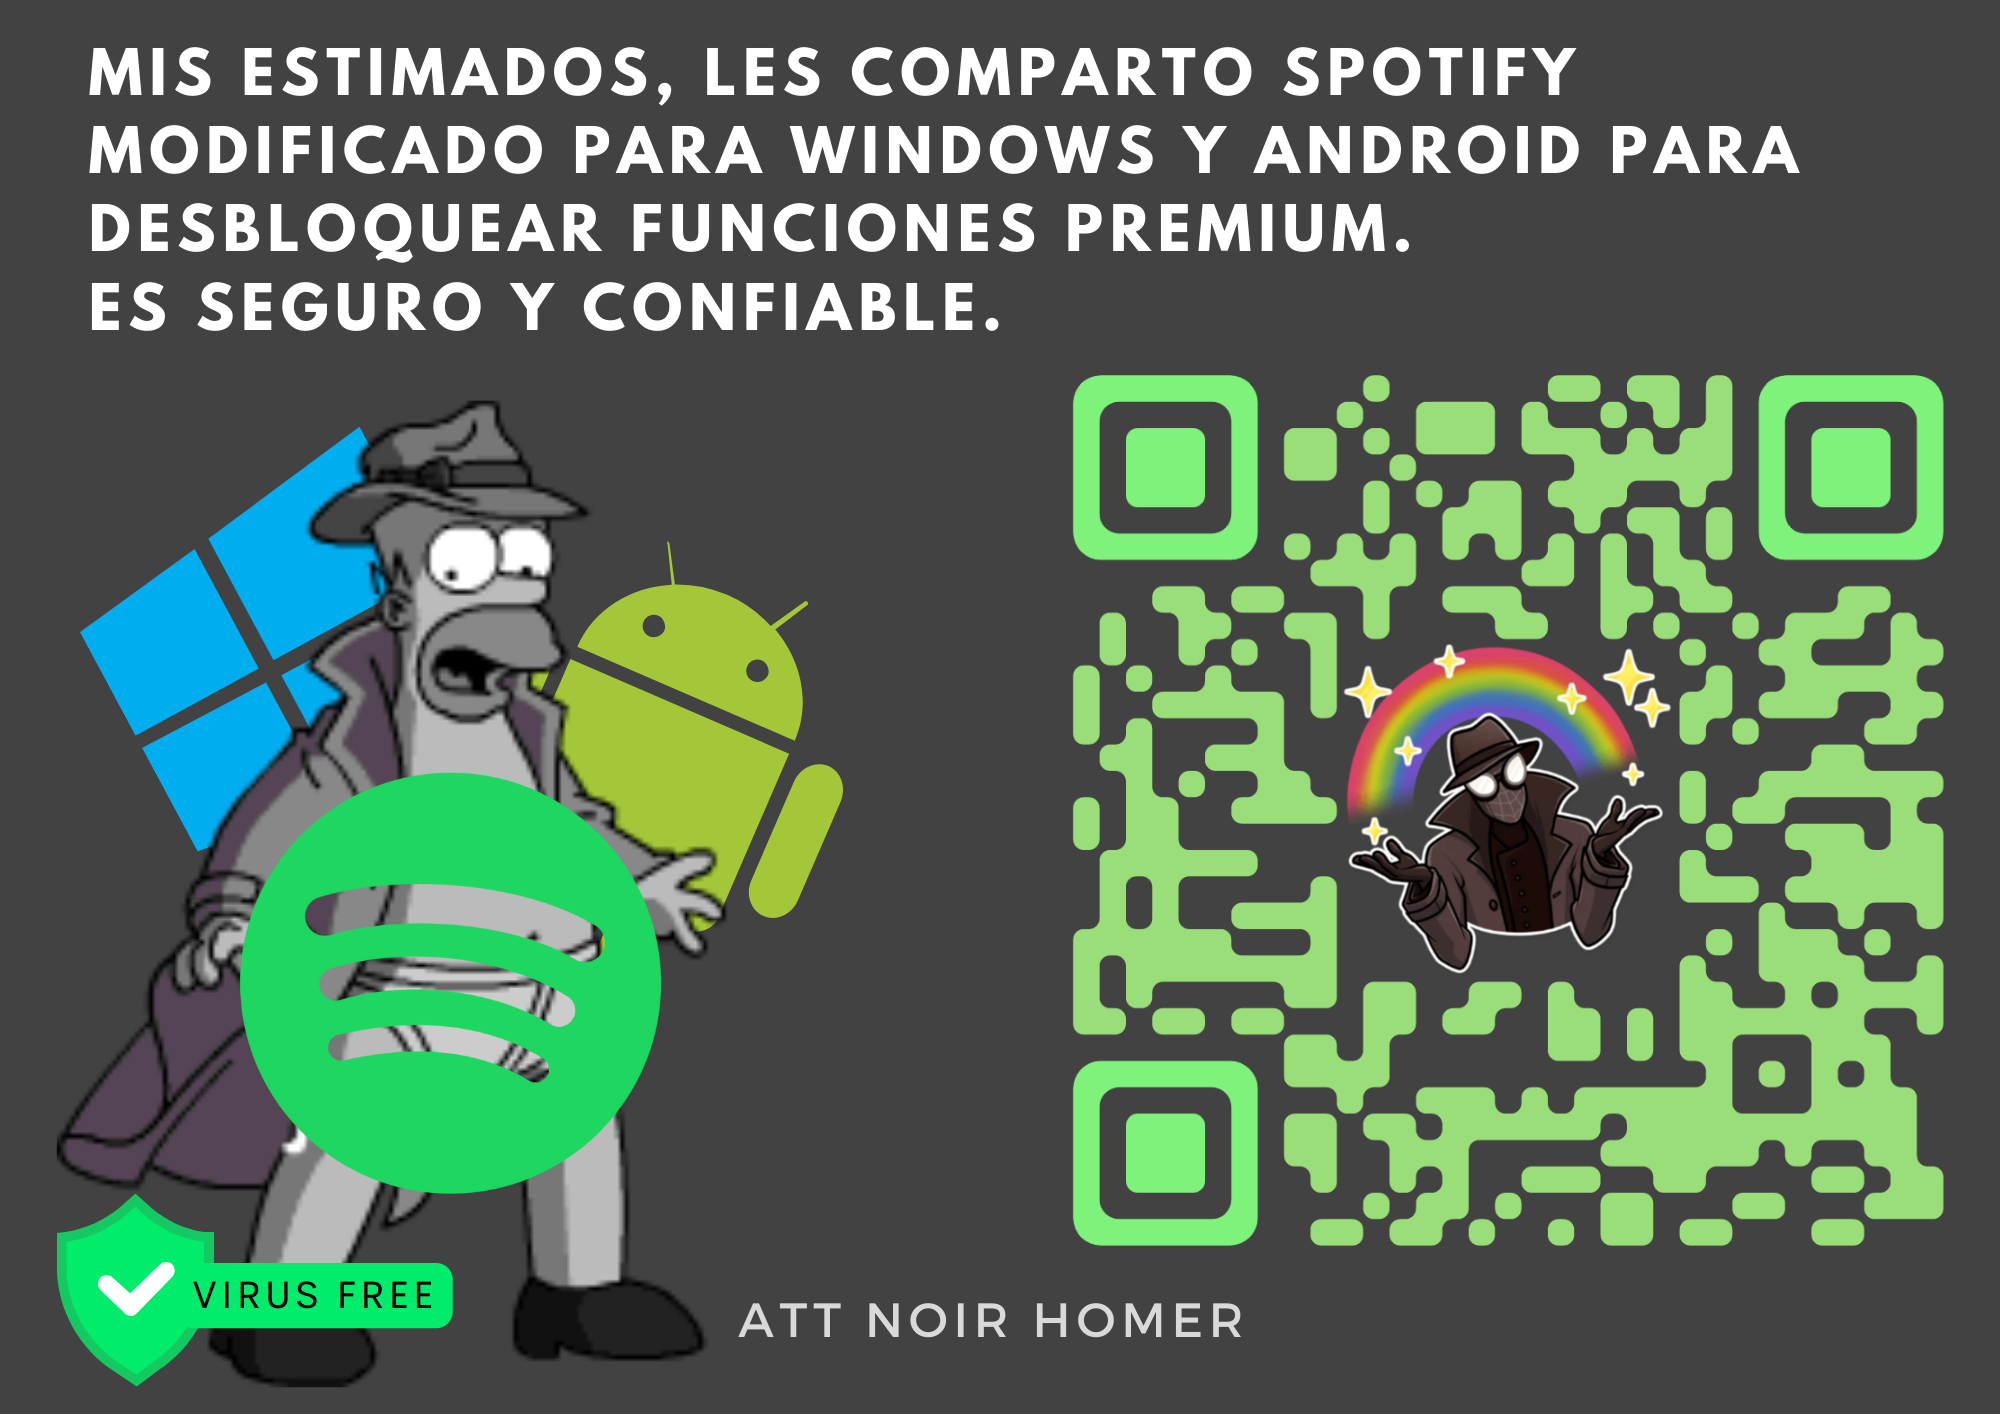 MIS ESTIMADOS, LES COMPARTO SPOTIFY
MODIFICADO PARA WINDOWS Y ANDROID PARA
DESBLOQUEAR FUNCIONES PREMIUM.
ES SEGURO Y CONFIABLE.
VIRUS FREE
ATT NOIR HOMER